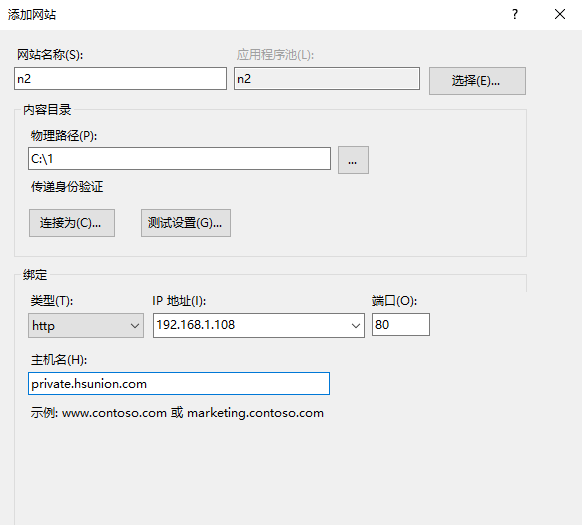 添加网站
?
网站名称(S):
应用程序池(L):
n2
n2
选择(E)...
内容目录
物理路径(P):
C:\1
...
传递身份验证
连接为(C)...
测试设置(G)...
绑定
类型(T):
IP 地址(I):
端口(O):
http
192.168.1.108
80
主机名(H):
private.hsunion.com
示例: www.contoso.com 或 marketing.contoso.com